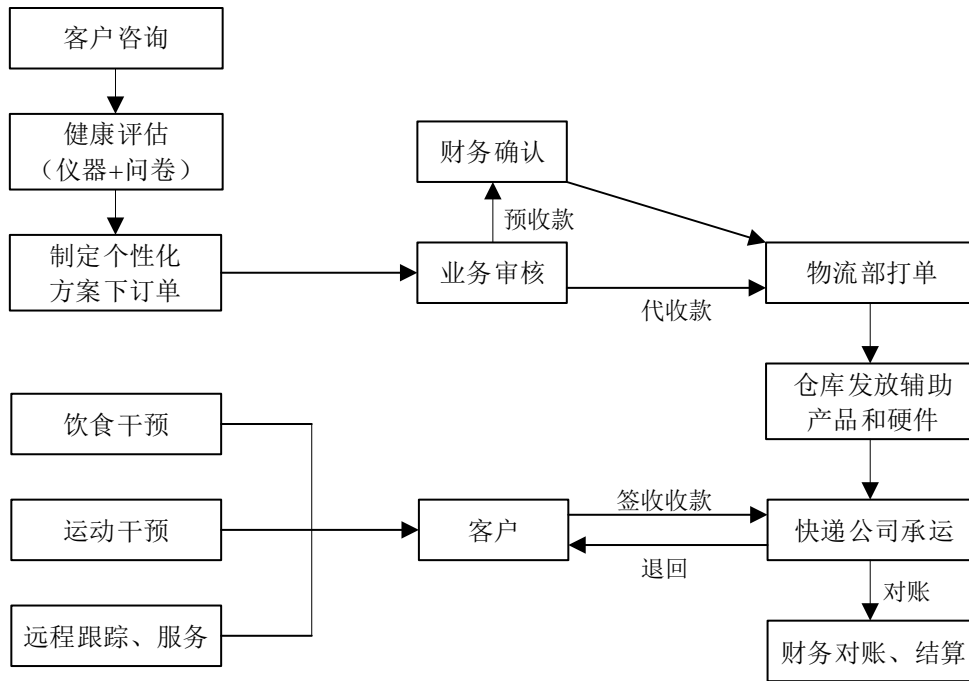 客户咨询
健康评估
（仪器+问卷）
财务确认
预收款
制定个性化
方案下订单
业务审核
物流部打单
代收款
仓库发放辅助
产品和硬件
饮食干预
签收收款
运动干预
客户
快递公司承运
退回
对账
远程跟踪、服务
财务对账、结算